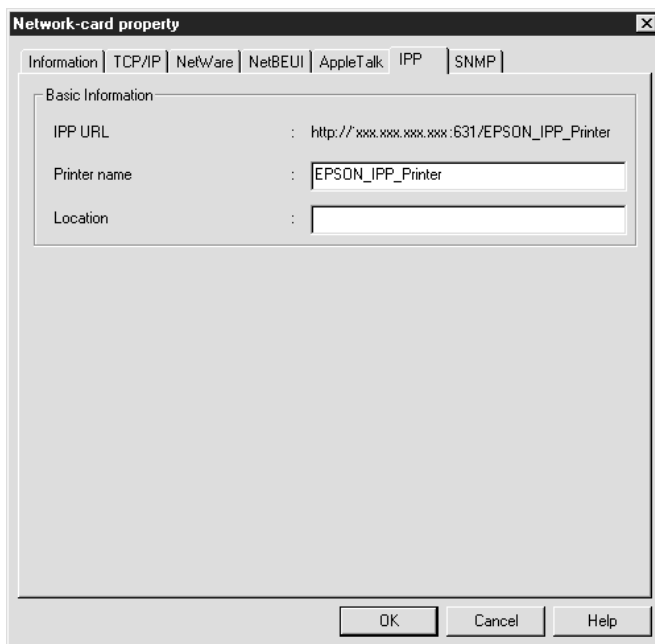 Network-card property
Information TCP/IP NetWare NetBEUI AppleTalk IPP SNMP
Basic Information
IPP URL : http://`xxx.xxx.xxx.xxx:631/EPSON_IPP_Printer
Printer name : EPSON_IPP_Printer
Location :
OK Cancel Help